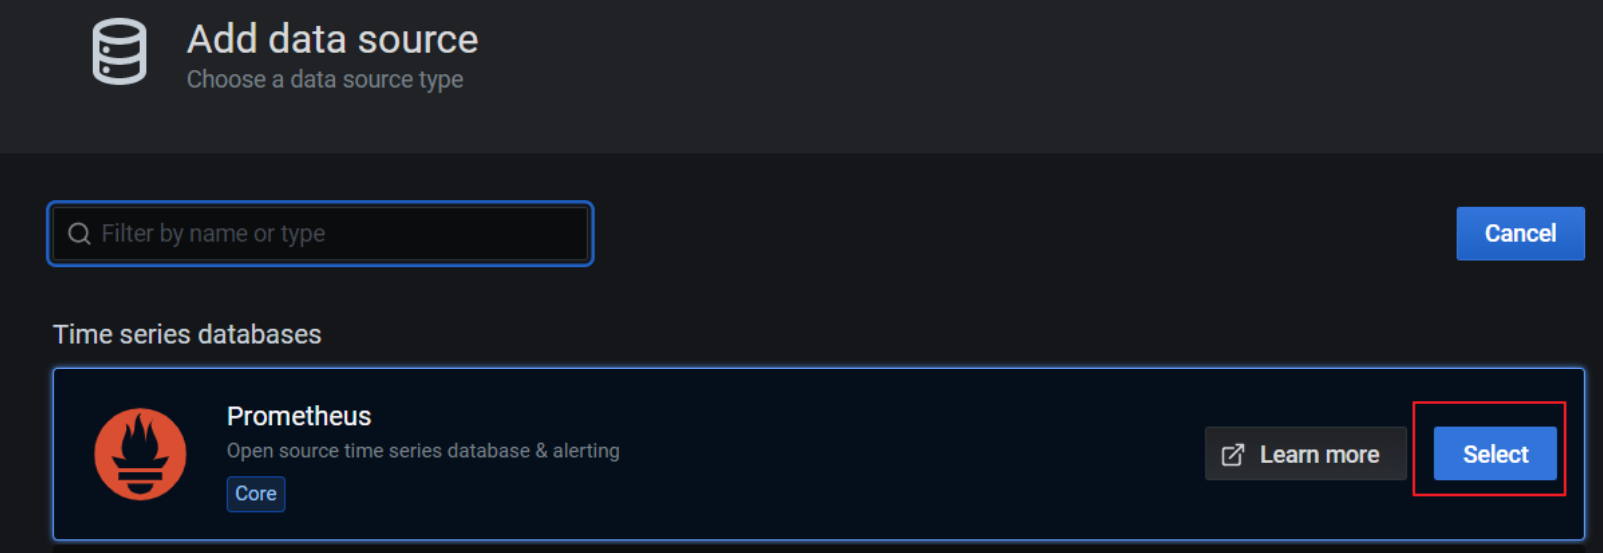 Add data source
Choose a data source type
Filter by name or type
Cancel
Time series databases
Prometheus
Open source time series database & alerting
Core
Learn more
Select